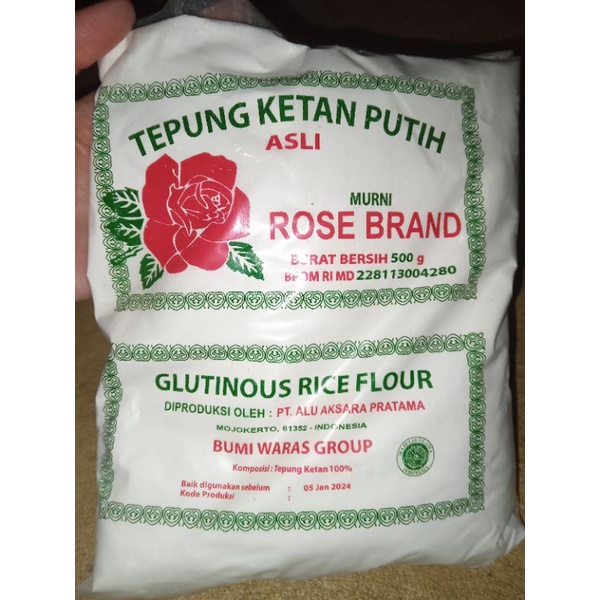 TEPUNG KETAN PUTIH
ASLI
MURNI
ROSE BRAND
BERAT BERSIH 500 g
BPOM RI MD 228113004280
GLUTINOUS RICE FLOUR
DIPRODUKSI OLEH : PT. ALU AKSARA PRATAMA
MOJOKERTO, 61352 - INDONESIA
BUMI WARAS GROUP
Komposisi : Tepung Ketan 100%
Baik digunakan sebelum : 05 Jan 2024
Kode Produksi :